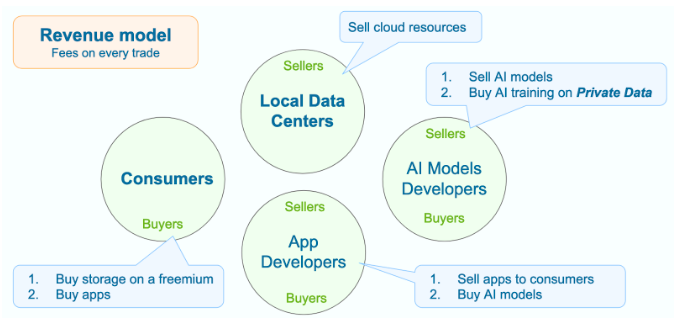 Revenue model
Fees on every trade
Sell cloud resources
Sellers
Local Data
Centers
1. Sell AI models
2. Buy AI training on Private Data
Sellers
AI Models
Developers
Buyers
Consumers
Buyers
Sellers
App
Developers
Buyers
1. Buy storage on a freemium
2. Buy apps
1. Sell apps to consumers
2. Buy AI models